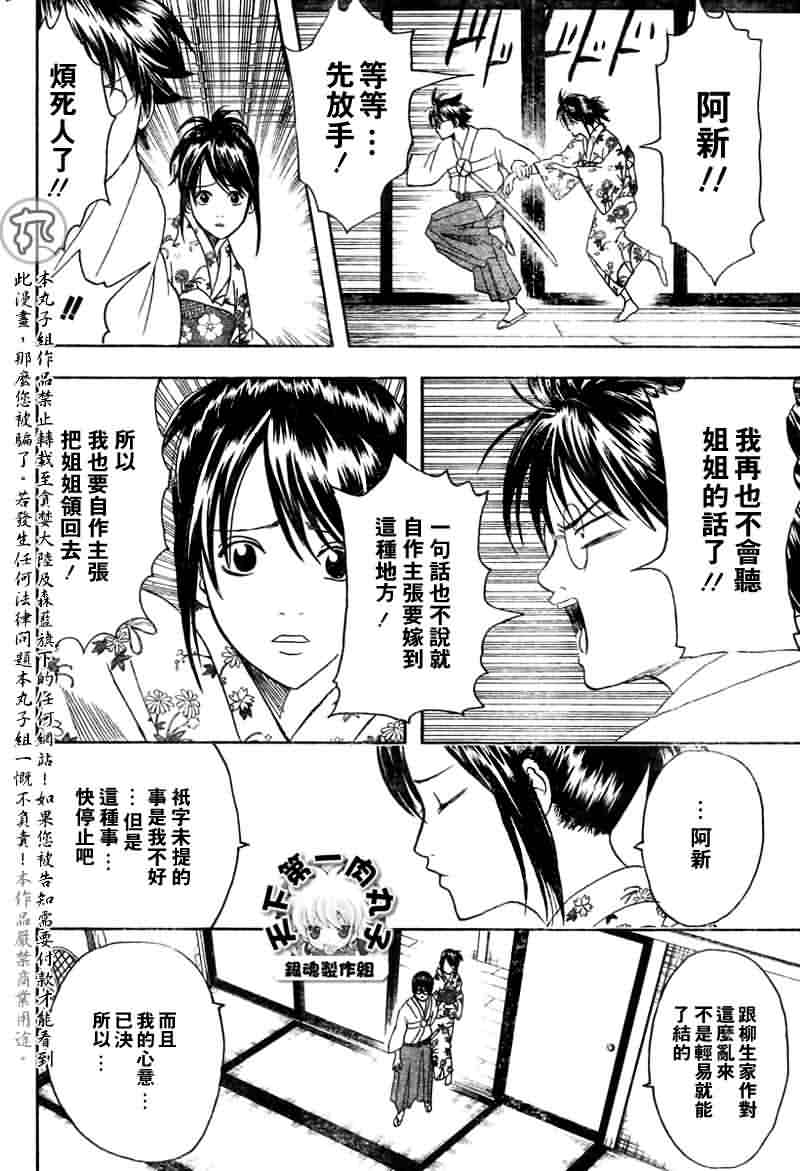 阿新!!
等等…
先放手!
ドドド
煩死人了!!
!!
我再也不會聽
姐姐的話了!!
一句話也不說就
自作主張要嫁到
這種地方!
所以
我也要自作主張
把姐姐領回去!
…阿新
祇字未提的
事是我不好
…但是
這種事…
快停止吧
跟柳生家作對
這麼亂來
不是輕易就能
了結的
而且
我的心意…
已決
所以…
天下第一肉丸子
銀魂製作組
丸
本丸子組作品禁止轉載至貪婪大陸及森藍旗下的任何網站!如果您被告知需要付款才能看到
此漫畫,那麼您被騙了。若發生任何法律問題本丸子組一慨不負責!本作品嚴禁商業用途。